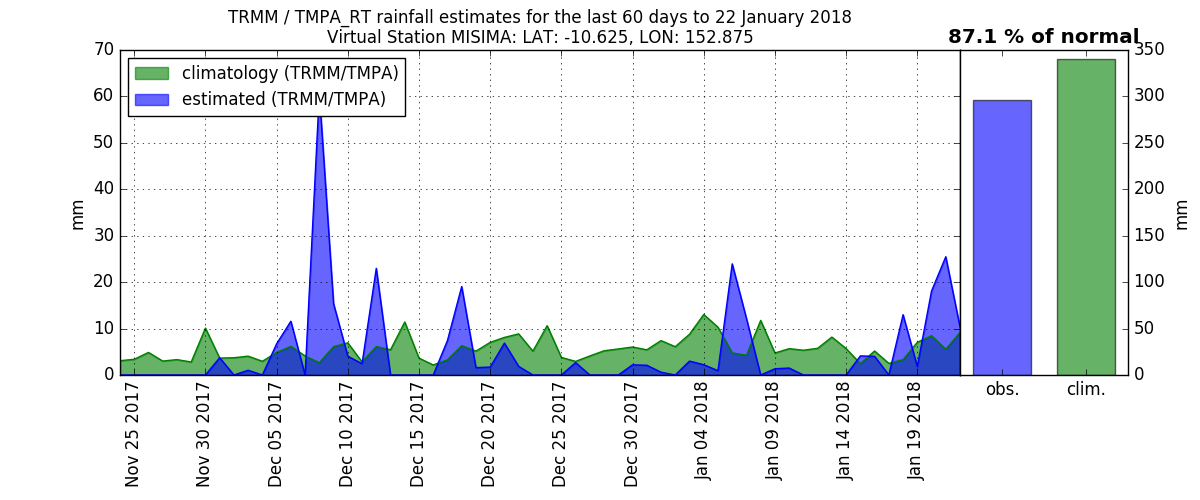 TRMM / TMPA_RT rainfall estimates for the last 60 days to 22 January 2018
Virtual Station MISIMA: LAT: -10.625, LON: 152.875
87.1 % of normal
climatology (TRMM/TMPA)
estimated (TRMM/TMPA)
70
60
50
40
30
20
10
0
mm
350
300
250
200
150
100
50
0
mm
Nov 25 2017
Nov 30 2017
Dec 05 2017
Dec 10 2017
Dec 15 2017
Dec 20 2017
Dec 25 2017
Dec 30 2017
Jan 04 2018
Jan 09 2018
Jan 14 2018
Jan 19 2018
obs.
clim.